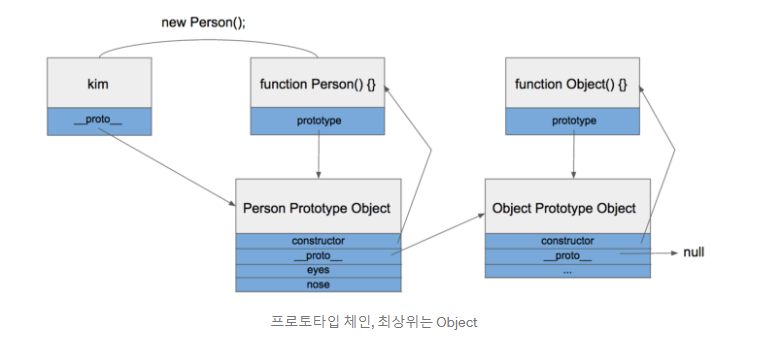 new Person();
kim
__proto__
function Person() {}
prototype
function Object() {}
prototype
Person Prototype Object
constructor
__proto__
eyes
nose
Object Prototype Object
constructor
__proto__
...
null
프로토타입 체인, 최상위는 Object